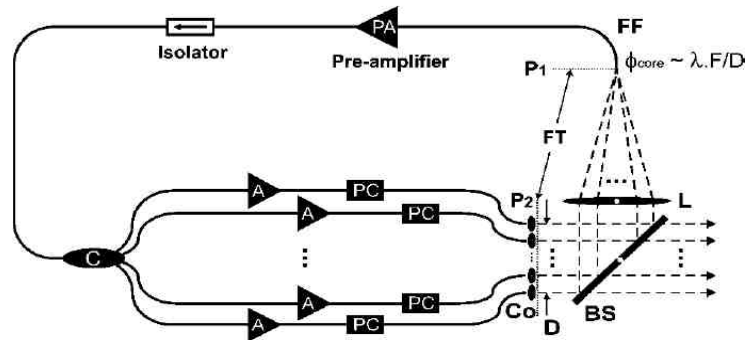 PA
FF
Isolator
Pre-amplifier
P1
ϕcore ~ λ.F/D
FT
A
PC
P2
L
A
PC
C
A
PC
Co
BS
A
PC
D